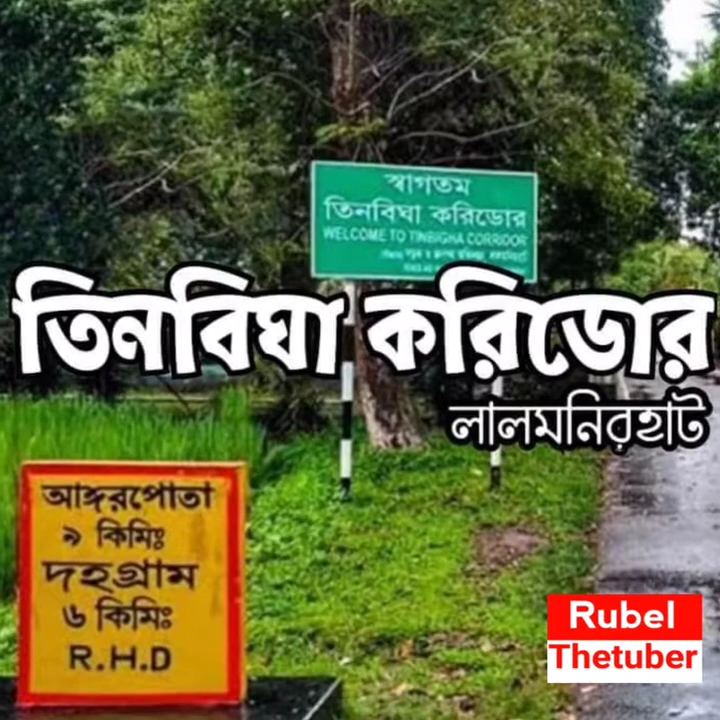 স্বাগতম
তিনবিঘা করিডোর
WELCOME TO TINBIGHA CORRIDOR
তিনবিঘা করিডোর
লালমনিরহাট
আঙ্গরপোতা
৯ কিমিঃ
দহগ্রাম
৬ কিমিঃ
R.H.D
Rubel
Thetuber